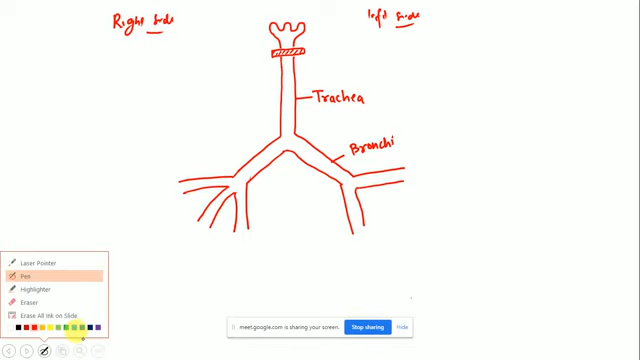 Right side
left side
Trachea
Bronchi
Laser Pointer
Pen
Highlighter
Eraser
Erase All Ink on Slide
meet.google.com is sharing your screen.
Stop sharing
Hide